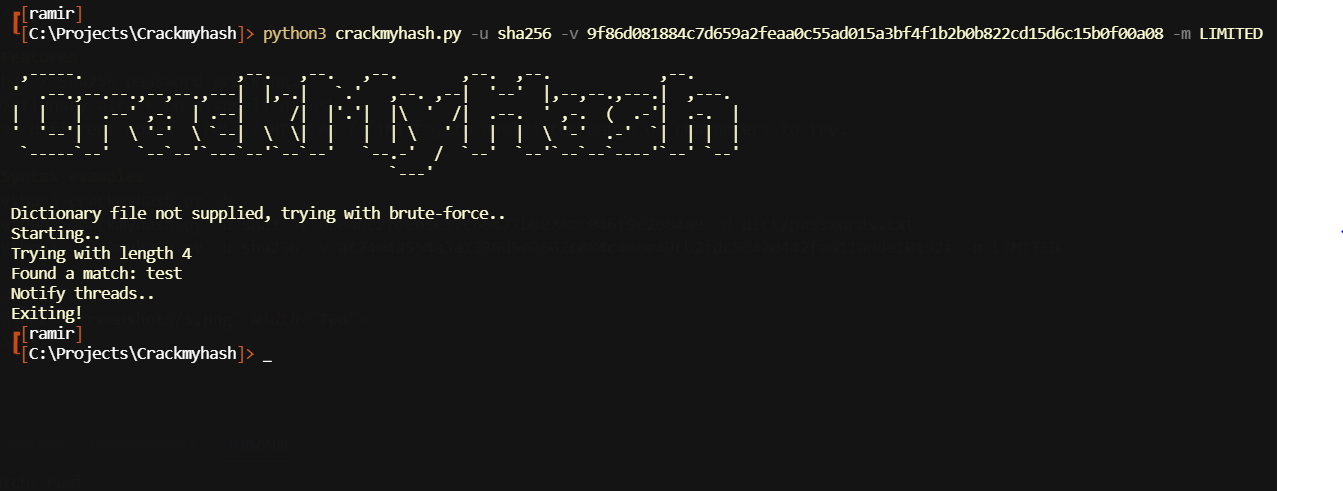 [ramir]
[C:\Projects\Crackmyhash]> python3 crackmyhash.py -u sha256 -v 9f86d081884c7d659a2feaa0c55ad015a3bf4f1b2b0b822cd15d6c15b0f00a08 -m LIMITED
CrackMyHash
Dictionary file not supplied, trying with brute-force..
Starting..
Trying with length 4
Found a match: test
Notify threads..
Exiting!
[ramir]
[C:\Projects\Crackmyhash]> _